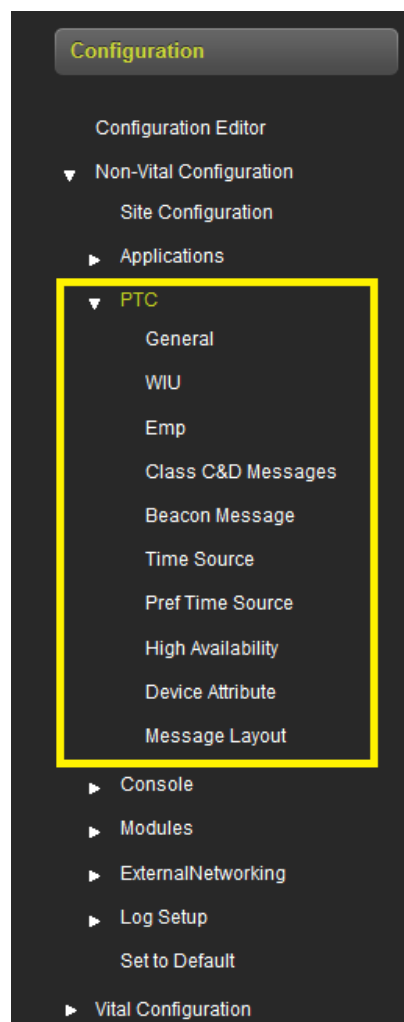 Configuration
Configuration Editor
Non-Vital Configuration
Site Configuration
Applications
PTC
General
WIU
Emp
Class C&D Messages
Beacon Message
Time Source
Pref Time Source
High Availability
Device Attribute
Message Layout
Console
Modules
ExternalNetworking
Log Setup
Set to Default
Vital Configuration